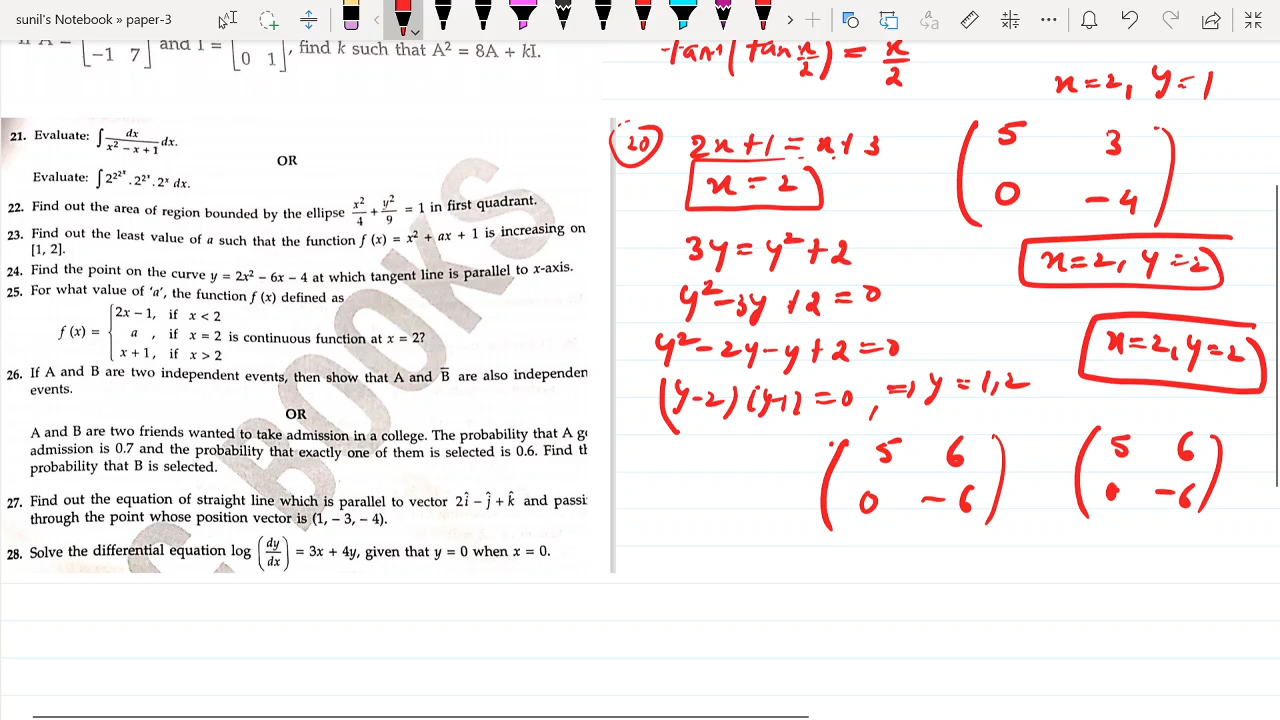 sunil's Notebook » paper-3
[-1 7] and I = [0 1], find k such that A² = 8A + kI.
21. Evaluate: ∫ dx/(x² – x + 1) dx.
OR
Evaluate: ∫ 2^(2^(2^x)) . 2^(2^x) . 2^x dx.
22. Find out the area of region bounded by the ellipse x²/4 + y²/9 = 1 in first quadrant.
23. Find out the least value of a such that the function f (x) = x² + ax + 1 is increasing on
[1, 2].
24. Find the point on the curve y = 2x² – 6x – 4 at which tangent line is parallel to x-axis.
25. For what value of 'a', the function f (x) defined as
f (x) = { 2x – 1, if x < 2
a , if x = 2 is continuous function at x = 2?
x + 1, if x > 2
26. If A and B are two independent events, then show that A and B̅ are also independen
events.
OR
A and B are two friends wanted to take admission in a college. The probability that A g
admission is 0.7 and the probability that exactly one of them is selected is 0.6. Find th
probability that B is selected.
27. Find out the equation of straight line which is parallel to vector 2î – ĵ + k̂ and passi
through the point whose position vector is (1, – 3, – 4).
28. Solve the differential equation log (dy/dx) = 3x + 4y, given that y = 0 when x = 0.
BOOKS
tan⁻¹(tan x/2) = x/2
x=2, y=1
20 2x+1 = x+3
x = 2
(5 3
0 -4)
3y = y²+2
x=2, y=2
y²-3y+2=0
y²-2y-y+2=0
x=2, y=2
(y-2)(y-1)=0, ⇒ y=1,2
(5 6
0 -6)
(5 6
0 -6)